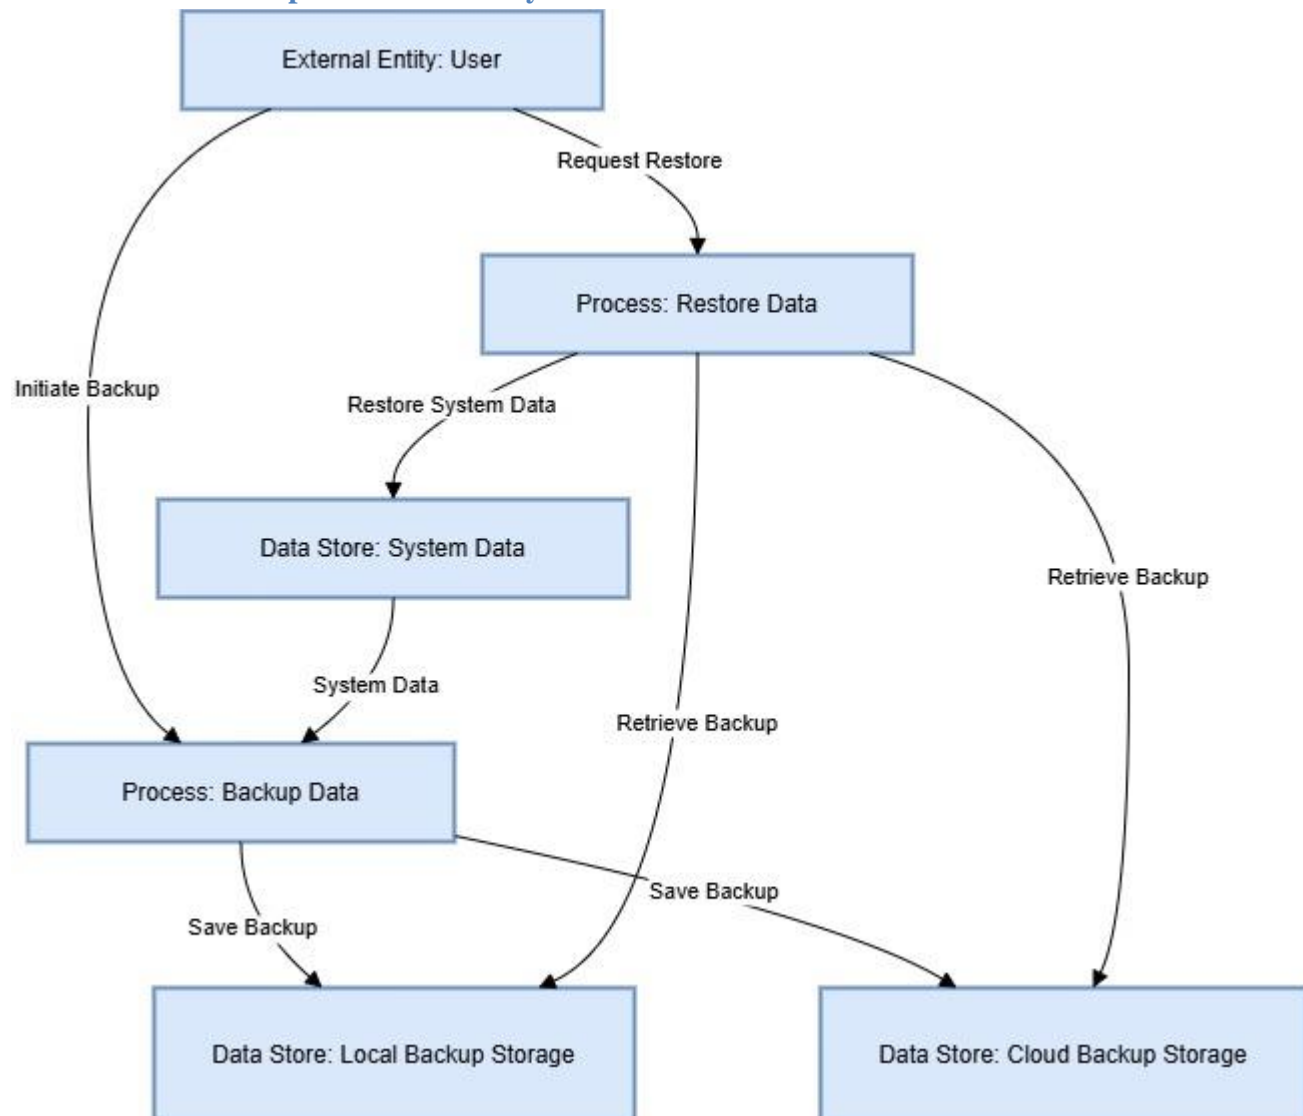 External Entity: User
Request Restore
Process: Restore Data
Initiate Backup
Restore System Data
Data Store: System Data
Retrieve Backup
System Data
Retrieve Backup
Process: Backup Data
Save Backup
Save Backup
Data Store: Local Backup Storage
Data Store: Cloud Backup Storage